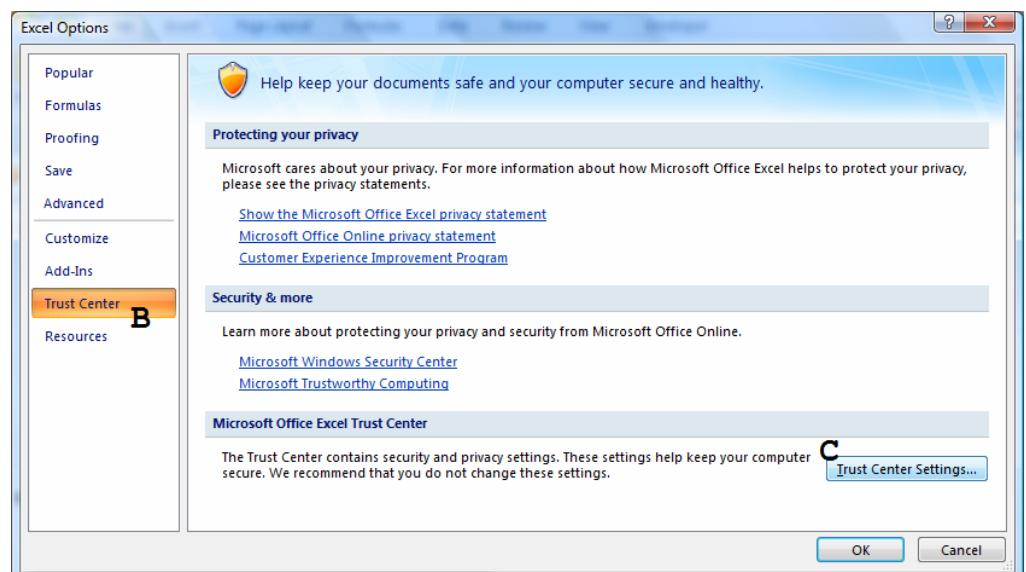 Excel Options
Popular
Formulas
Proofing
Save
Advanced
Customize
Add-Ins
Trust Center
B
Resources
Help keep your documents safe and your computer secure and healthy.
Protecting your privacy
Microsoft cares about your privacy. For more information about how Microsoft Office Excel helps to protect your privacy,
please see the privacy statements.
Show the Microsoft Office Excel privacy statement
Microsoft Office Online privacy statement
Customer Experience Improvement Program
Security & more
Learn more about protecting your privacy and security from Microsoft Office Online.
Microsoft Windows Security Center
Microsoft Trustworthy Computing
Microsoft Office Excel Trust Center
The Trust Center contains security and privacy settings. These settings help keep your computer
secure. We recommend that you do not change these settings.
C
Trust Center Settings...
OK
Cancel